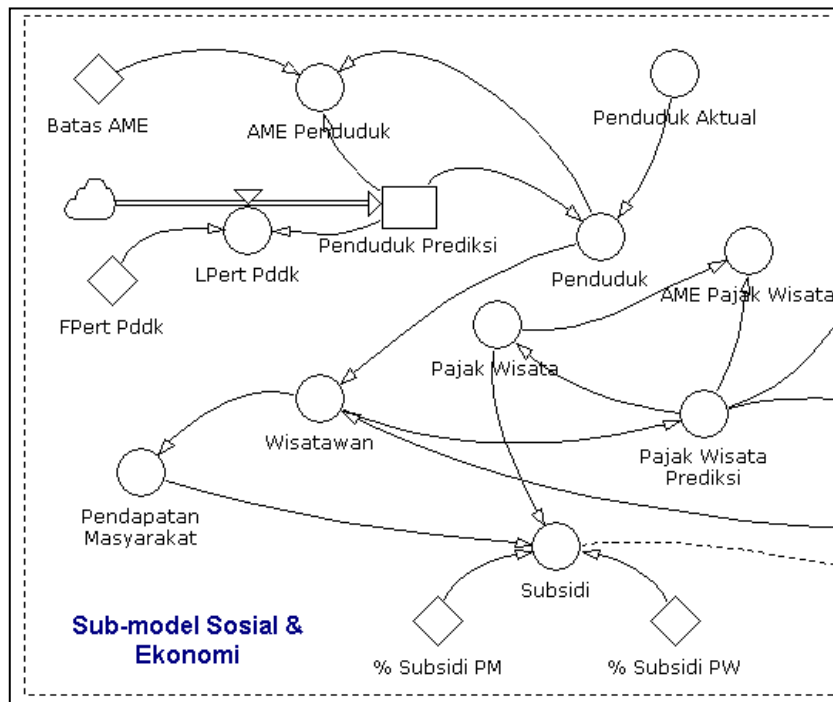 Batas AME
AME Penduduk
Penduduk Aktual
Penduduk Prediksi
LPert Pddk
Penduduk
FPert Pddk
AME Pajak Wisata
Pajak Wisata
Wisatawan
Pajak Wisata
Prediksi
Pendapatan
Masyarakat
Subsidi
Sub-model Sosial &
Ekonomi
% Subsidi PM
% Subsidi PW